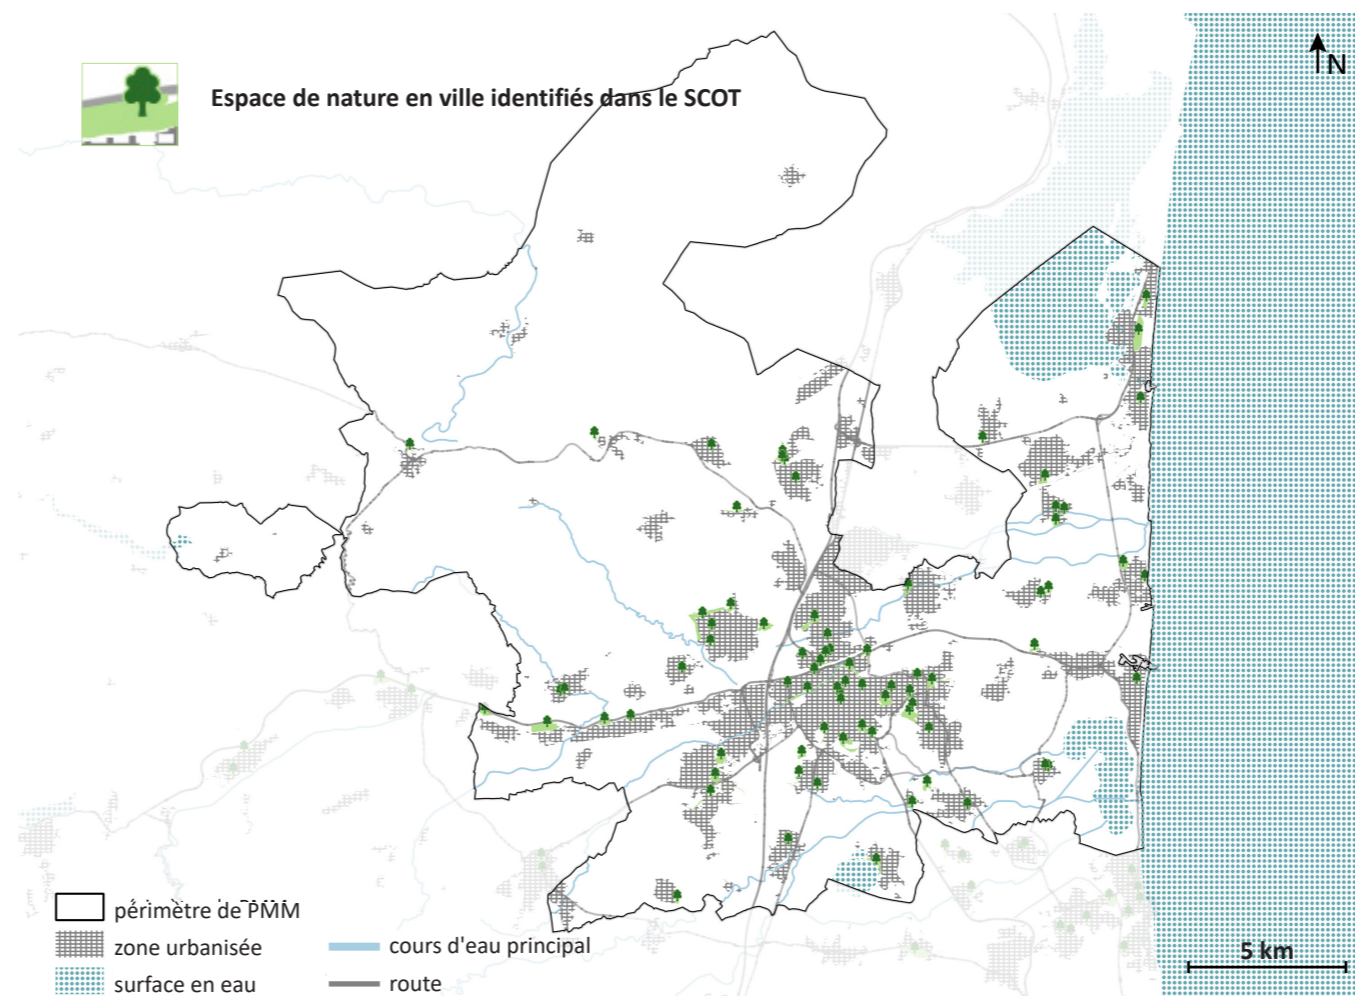 N
Espace de nature en ville identifiés dans le SCOT
périmètre de PMM
zone urbanisée
surface en eau
cours d'eau principal
route
5 km